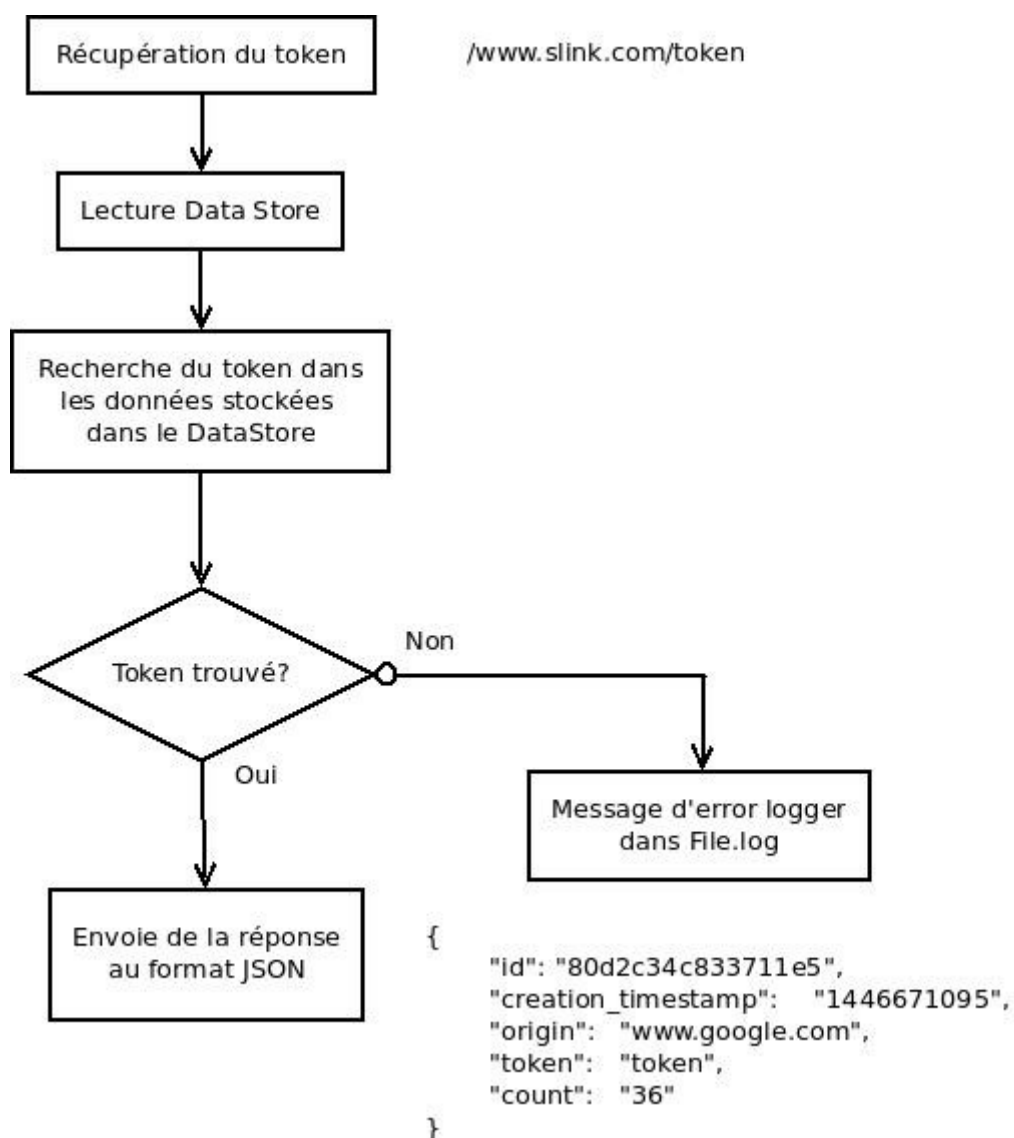 Récupération du token
/www.slink.com/token
Lecture Data Store
Recherche du token dans
les données stockées
dans le DataStore
Token trouvé?
Non
Oui
Message d'error logger
dans File.log
Envoie de la réponse
au format JSON
{
"id": "80d2c34c833711e5",
"creation_timestamp": "1446671095",
"origin": "www.google.com",
"token": "token",
"count": "36"
}